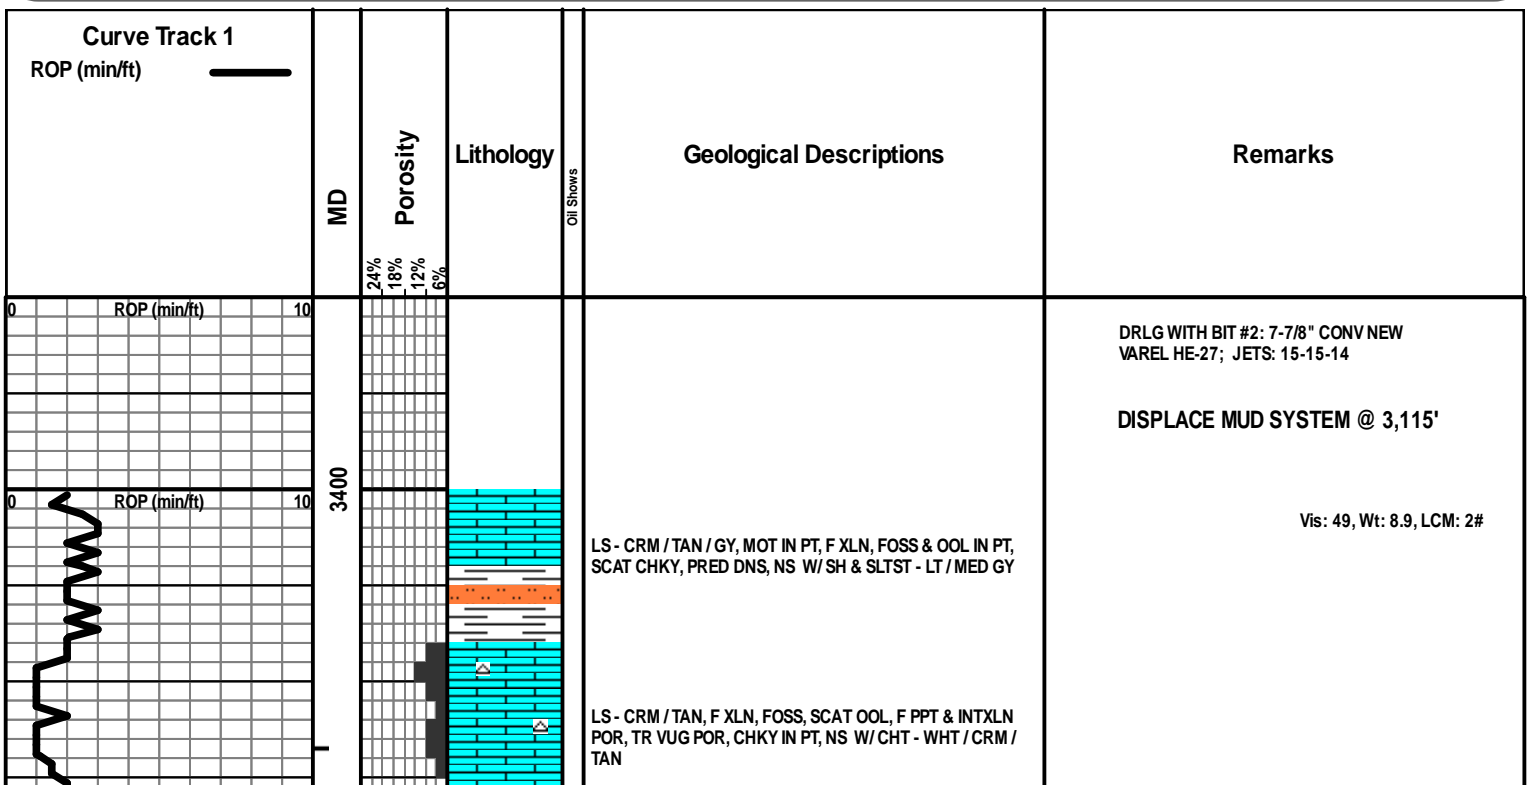 Curve Track 1
ROP (min/ft)
MD
Porosity
24%
18%
12%
6%
Lithology
Oil Shows
Geological Descriptions
Remarks
0 ROP (min/ft) 10
DRLG WITH BIT #2: 7-7/8" CONV NEW
VAREL HE-27; JETS: 15-15-14
DISPLACE MUD SYSTEM @ 3,115'
3400
0 ROP (min/ft) 10
Vis: 49, Wt: 8.9, LCM: 2#
LS - CRM / TAN / GY, MOT IN PT, F XLN, FOSS & OOL IN PT,
SCAT CHKY, PRED DNS, NS W/ SH & SLTST - LT / MED GY
LS - CRM / TAN, F XLN, FOSS, SCAT OOL, F PPT & INTXLN
POR, TR VUG POR, CHKY IN PT, NS W/ CHT - WHT / CRM /
TAN